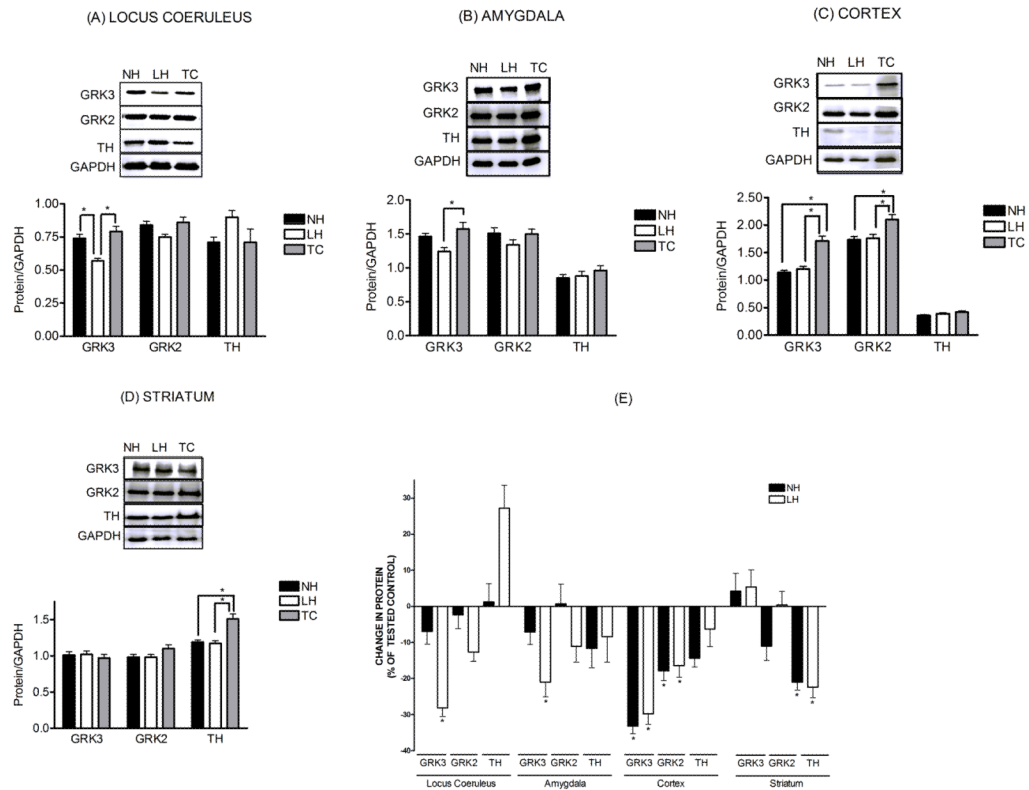 (A) LOCUS COERULEUS
NH LH TC
GRK3
GRK2
TH
GAPDH
Protein/GAPDH
1.00
0.75
0.50
0.25
0.00
* *
GRK3 GRK2 TH
NH
LH
TC
(B) AMYGDALA
NH LH TC
GRK3
GRK2
TH
GAPDH
Protein/GAPDH
2.0
1.5
1.0
0.5
0.0
*
GRK3 GRK2 TH
NH
LH
TC
(C) CORTEX
NH LH TC
GRK3
GRK2
TH
GAPDH
Protein/GAPDH
2.50
2.00
1.50
1.00
0.50
0.00
* *
* *
GRK3 GRK2 TH
NH
LH
TC
(D) STRIATUM
NH LH TC
GRK3
GRK2
TH
GAPDH
Protein/GAPDH
1.5
1.0
0.5
0.0
*
*
GRK3 GRK2 TH
NH
LH
TC
(E)
NH
LH
CHANGE IN PROTEIN
(% OF TESTED CONTROL)
30
20
10
0
-10
-20
-30
-40
* * * * * * * *
GRK3 GRK2 TH GRK3 GRK2 TH GRK3 GRK2 TH GRK3 GRK2 TH
Locus Coeruleus Amygdala Cortex Striatum